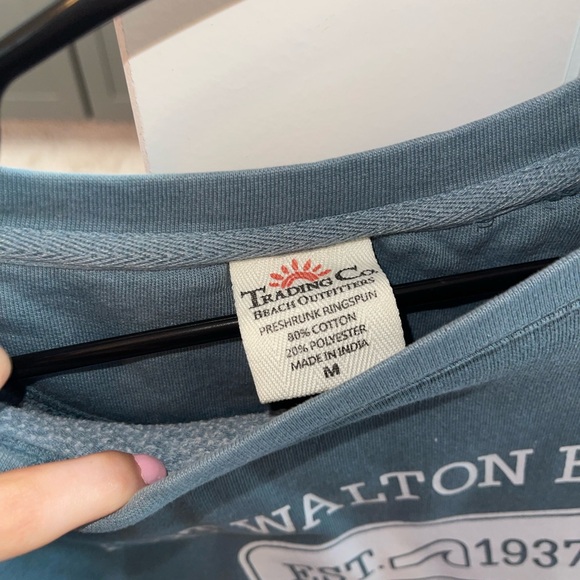 TRADING CO.
BEACH OUTFITTERS
PRESHRUNK RINGSPUN
80% COTTON
20% POLYESTER
MADE IN INDIA
M
WALTON
EST. 1937